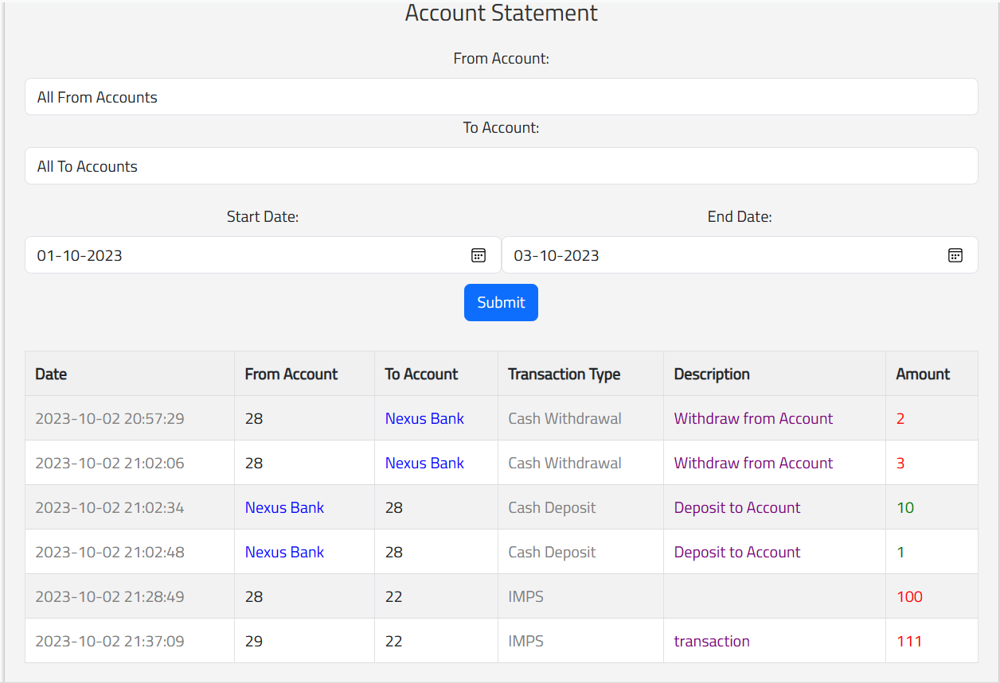 Account Statement
From Account:
All From Accounts
To Account:
All To Accounts
Start Date: End Date:
01-10-2023 03-10-2023
Submit
Date From Account To Account Transaction Type Description Amount
2023-10-02 20:57:29 28 Nexus Bank Cash Withdrawal Withdraw from Account 2
2023-10-02 21:02:06 28 Nexus Bank Cash Withdrawal Withdraw from Account 3
2023-10-02 21:02:34 Nexus Bank 28 Cash Deposit Deposit to Account 10
2023-10-02 21:02:48 Nexus Bank 28 Cash Deposit Deposit to Account 1
2023-10-02 21:28:49 28 22 IMPS 100
2023-10-02 21:37:09 29 22 IMPS transaction 111